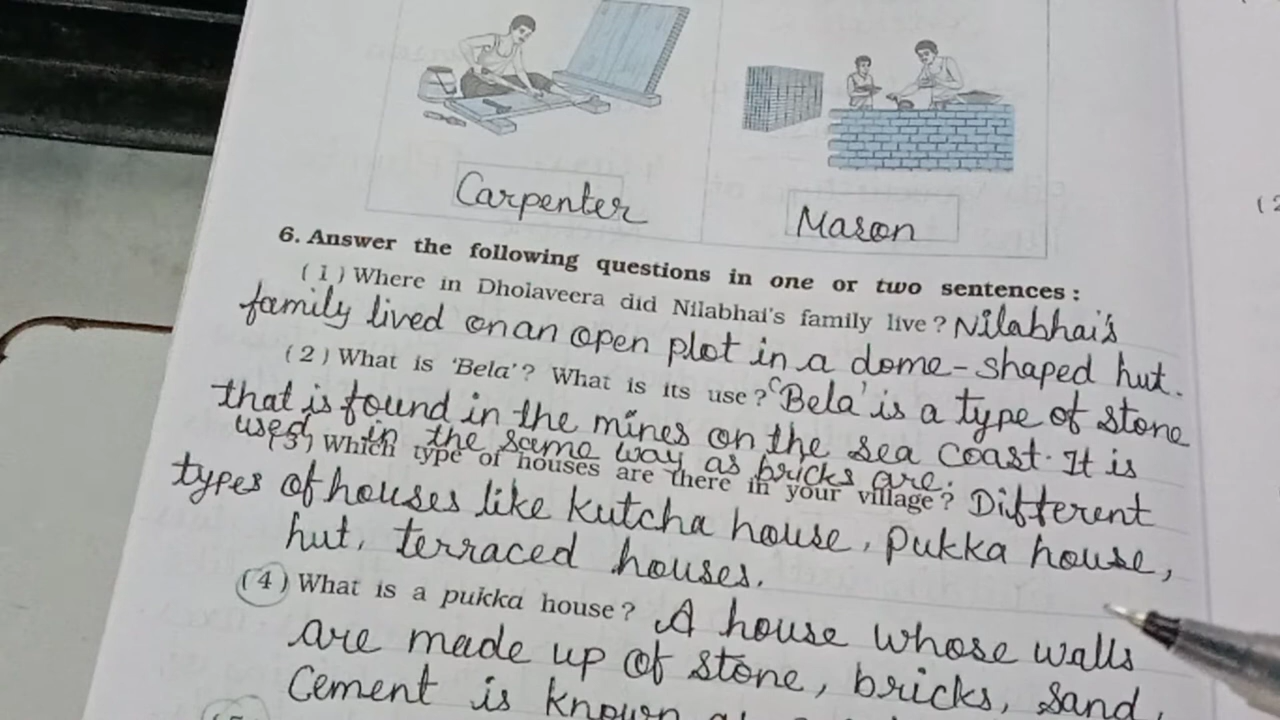 Carpenter
Mason
6. Answer the following questions in one or two sentences :
( 1 ) Where in Dholaveera did Nilabhai's family live? Nilabhai's
family lived on an open plot in a dome-shaped hut.
( 2 ) What is 'Bela'? What is its use? 'Bela' is a type of stone
that is found in the mines on the sea coast. It is
used in the same way as bricks are.
(3) Which type of houses are there in your village? Different
types of houses like kutcha house, pukka house,
hut, terraced houses.
(4) What is a pukka house? A house whose walls
are made up of stone, bricks, sand,
Cement is known